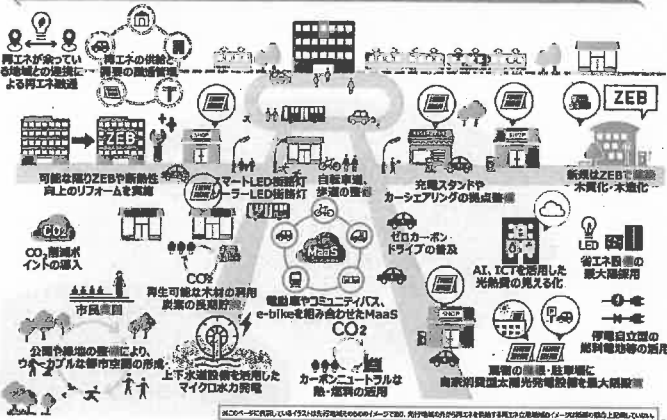 再エネが余っている地域との連接による再エネ融通
再エネの供給と
需要の融通管理
ZEB
ZEB
SHOP
SHOP
可能な限りZEBや断熱性
向上のリフォームを実施
スマートLED街路灯
ソーラーLED街路灯
自転車道、
歩道の整
充電スタンドや
カーシェアリングの拠点整
新築はZEBで
木質化・木造化
CO₂
CO₂削減ポ
イントの導入
CO₂
再生可能な木材の利用
炭素の長期貯
MaaS
電動車やコミュニティバス、
e-bikeを組み合わせたMaaS
ゼロカーボン
ドライブの普及
AI、ICTを活用した
光熱費の見える化
LED
省エネ
の
最大限採用
市民農園
公園や緑地の整
により、
ウォーカブルな都市空間の形成
上下水道設備を活用した
マイクロ水力発電
CO₂
カーボンニュートラルな
熱・燃料の活用
P
・駐車場に
自家消費型太陽光発電設備を最大限
停電自立型の
燃料電池等の活用